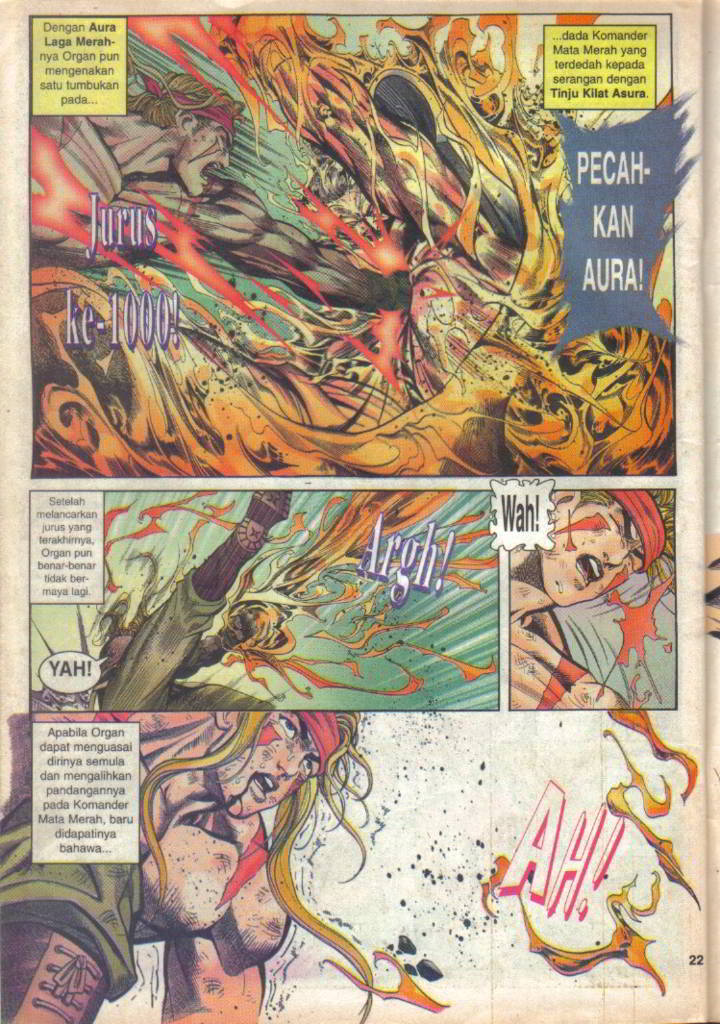 Dengan Aura
Laga Merah-
nya Organ pun
mengenakan
satu tumbukan
pada...
...dada Komander
Mata Merah yang
terdedah kepada
serangan dengan
Tinju Kilat Asura.
PECAH-
KAN
AURA!
Jurus
ke-1000!
Setelah
melancarkan
jurus yang
terakhirnya,
Organ pun
benar-benar
tidak ber-
maya lagi.
Argh!
Wah!
YAH!
Apabila Organ
dapat menguasai
dirinya semula
dan mengalihkan
pandangannya
pada Komander
Mata Merah, baru
didapatinya
bahawa...
AH!
22